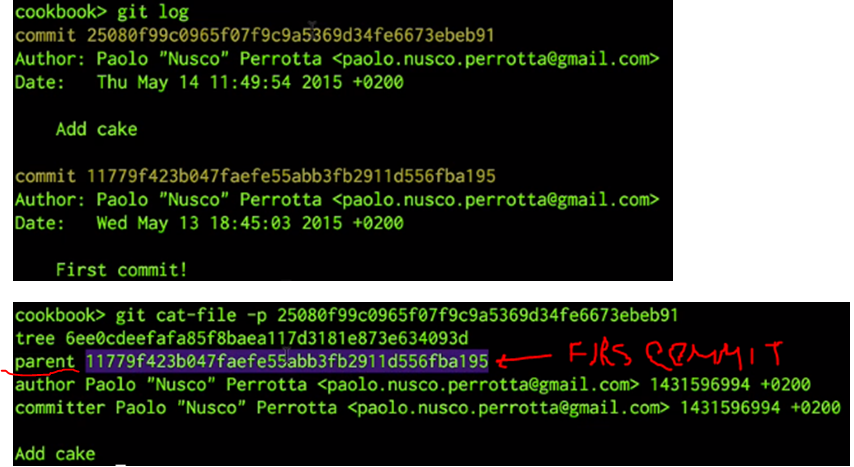 cookbook> git log
commit 25080f99c0965f07f9c9a5369d34fe6673ebeb91
Author: Paolo "Nusco" Perrotta <paolo.nusco.perrotta@gmail.com>
Date:   Thu May 14 11:49:54 2015 +0200
Add cake
commit 11779f423b047faefe55abb3fb2911d556fba195
Author: Paolo "Nusco" Perrotta <paolo.nusco.perrotta@gmail.com>
Date:   Wed May 13 18:45:03 2015 +0200
First commit!
cookbook> git cat-file -p 25080f99c0965f07f9c9a5369d34fe6673ebeb91
tree 6ee0cdeefafa85f8baea117d3181e873e634093d
parent 11779f423b047faefe55abb3fb2911d556fba195 FIRS COMMIT
author Paolo "Nusco" Perrotta <paolo.nusco.perrotta@gmail.com> 1431596994 +0200
committer Paolo "Nusco" Perrotta <paolo.nusco.perrotta@gmail.com> 1431596994 +0200
Add cake